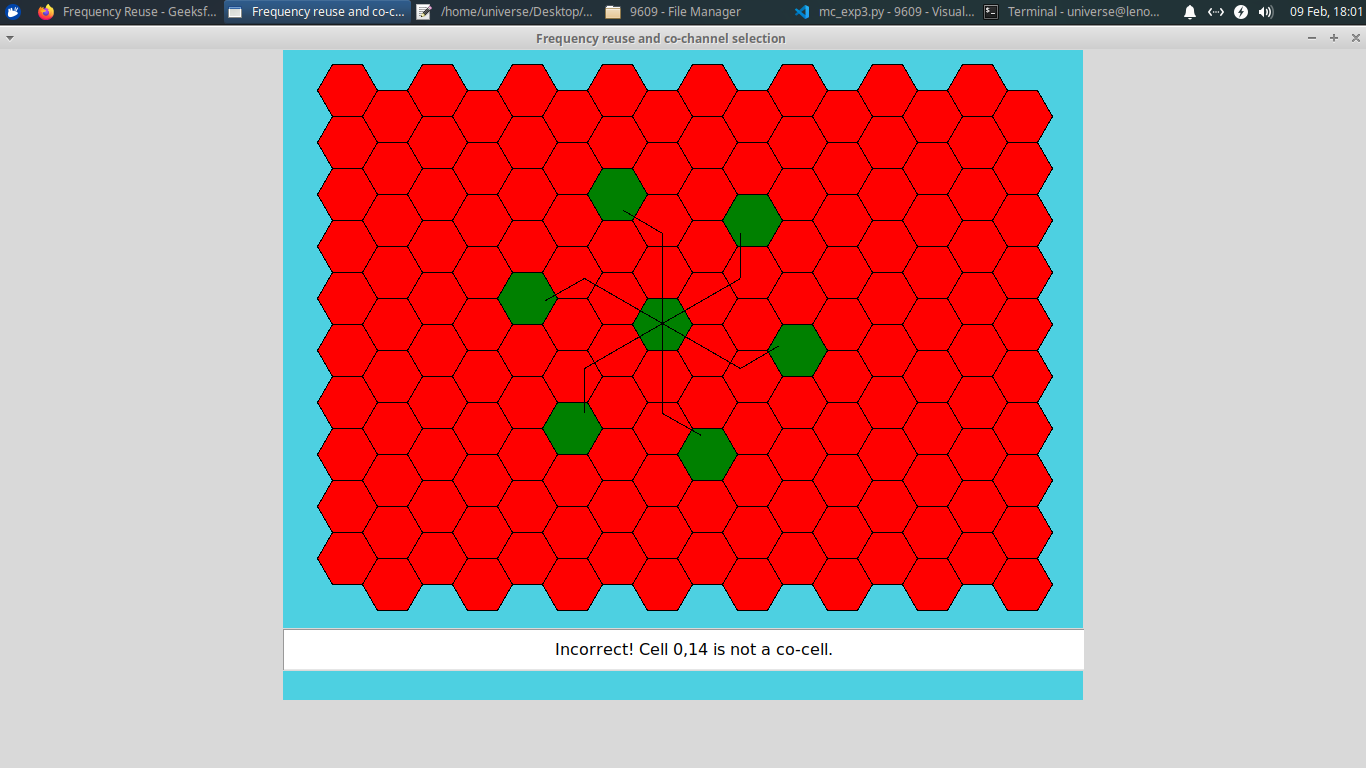 Frequency Reuse - Geeksf...
Frequency reuse and co-c...
/home/universe/Desktop/...
9609 - File Manager
mc_exp3.py - 9609 - Visual...
Terminal - universe@leno...
09 Feb, 18:01
Frequency reuse and co-channel selection
Incorrect! Cell 0,14 is not a co-cell.